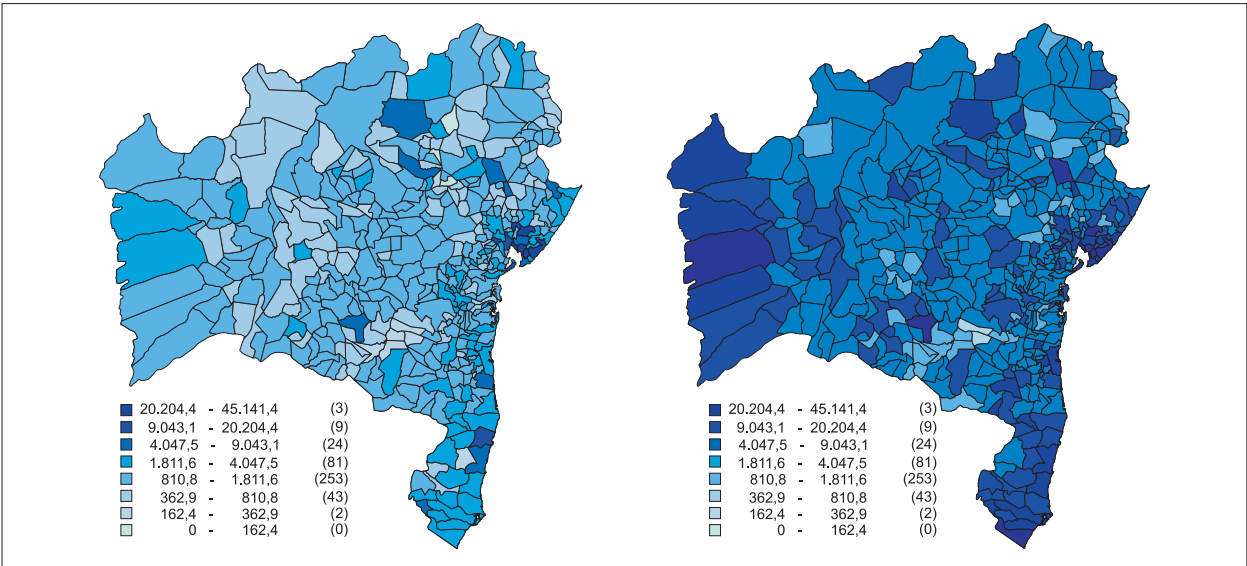 20.204,4 - 45.141,4 (3)
9.043,1 - 20.204,4 (9)
4.047,5 - 9.043,1 (24)
1.811,6 - 4.047,5 (81)
810,8 - 1.811,6 (253)
362,9 - 810,8 (43)
162,4 - 362,9 (2)
0 - 162,4 (0)
20.204,4 - 45.141,4 (3)
9.043,1 - 20.204,4 (9)
4.047,5 - 9.043,1 (24)
1.811,6 - 4.047,5 (81)
810,8 - 1.811,6 (253)
362,9 - 810,8 (43)
162,4 - 362,9 (2)
0 - 162,4 (0)